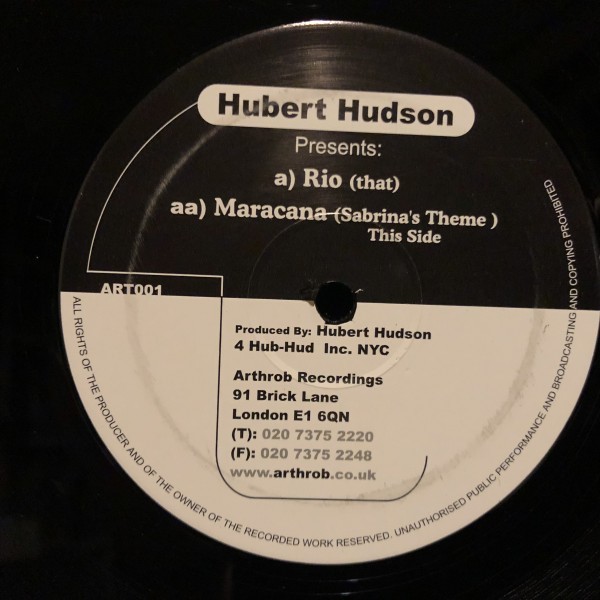 Hubert Hudson
Presents:
a) Rio (that)
aa) Maracana (Sabrina's Theme )
This Side
ART001
Produced By: Hubert Hudson
4 Hub-Hud Inc. NYC
Arthrob Recordings
91 Brick Lane
London E1 6QN
(T): 020 7375 2220
(F): 020 7375 2248
www.arthrob.co.uk
ALL RIGHTS OF THE PRODUCER AND OF THE OWNER OF THE RECORDED WORK RESERVED. UNAUTHORISED PUBLIC PERFORMANCE AND BROADCASTING AND COPYING PROHIBITED